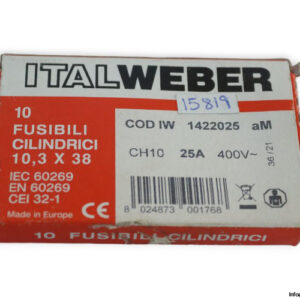 ITALWEBER
15819
10
FUSIBILI
CILINDRICI
10,3 X 38
IEC 60269
EN 60269
CEI 32-1
Made in Europe
CE
COD IW 1422025 aM
CH10 25A 400V~
36/21
8 024873 001768
10 FUSIBILI CILINDRICI